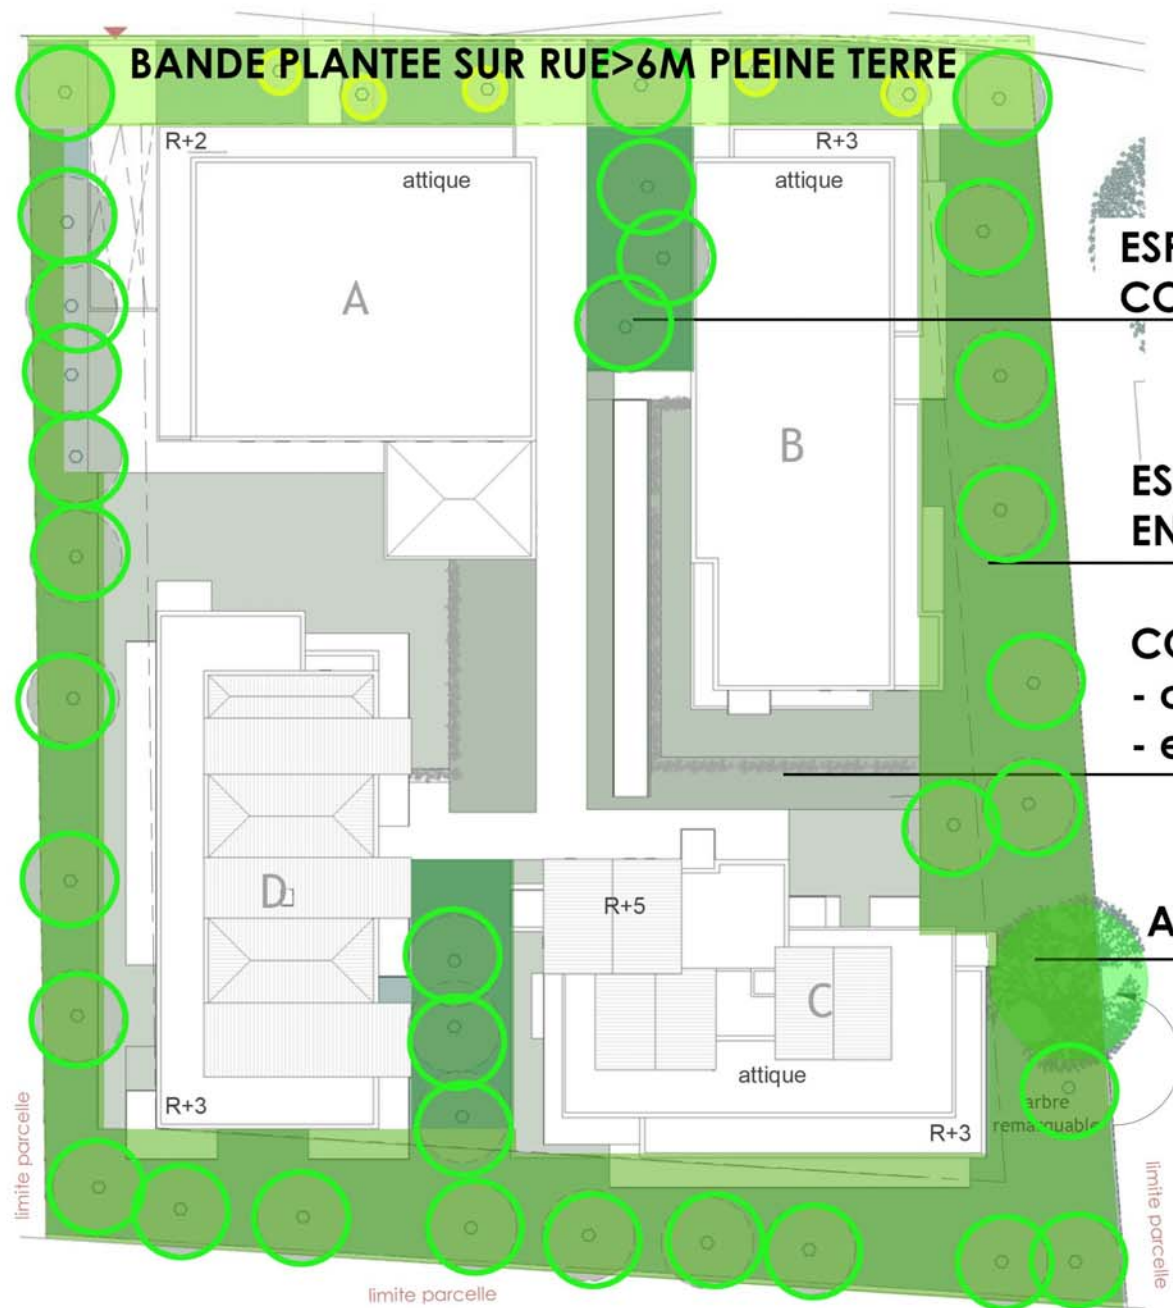 BANDE PLANTEE SUR RUE>6M PLEINE TERRE
R+2
R+3
attique
attique
A
B
D
R+5
C
attique
R+3
R+3
arbre
remarquable
limite parcelle
limite parcelle
limite parcelle